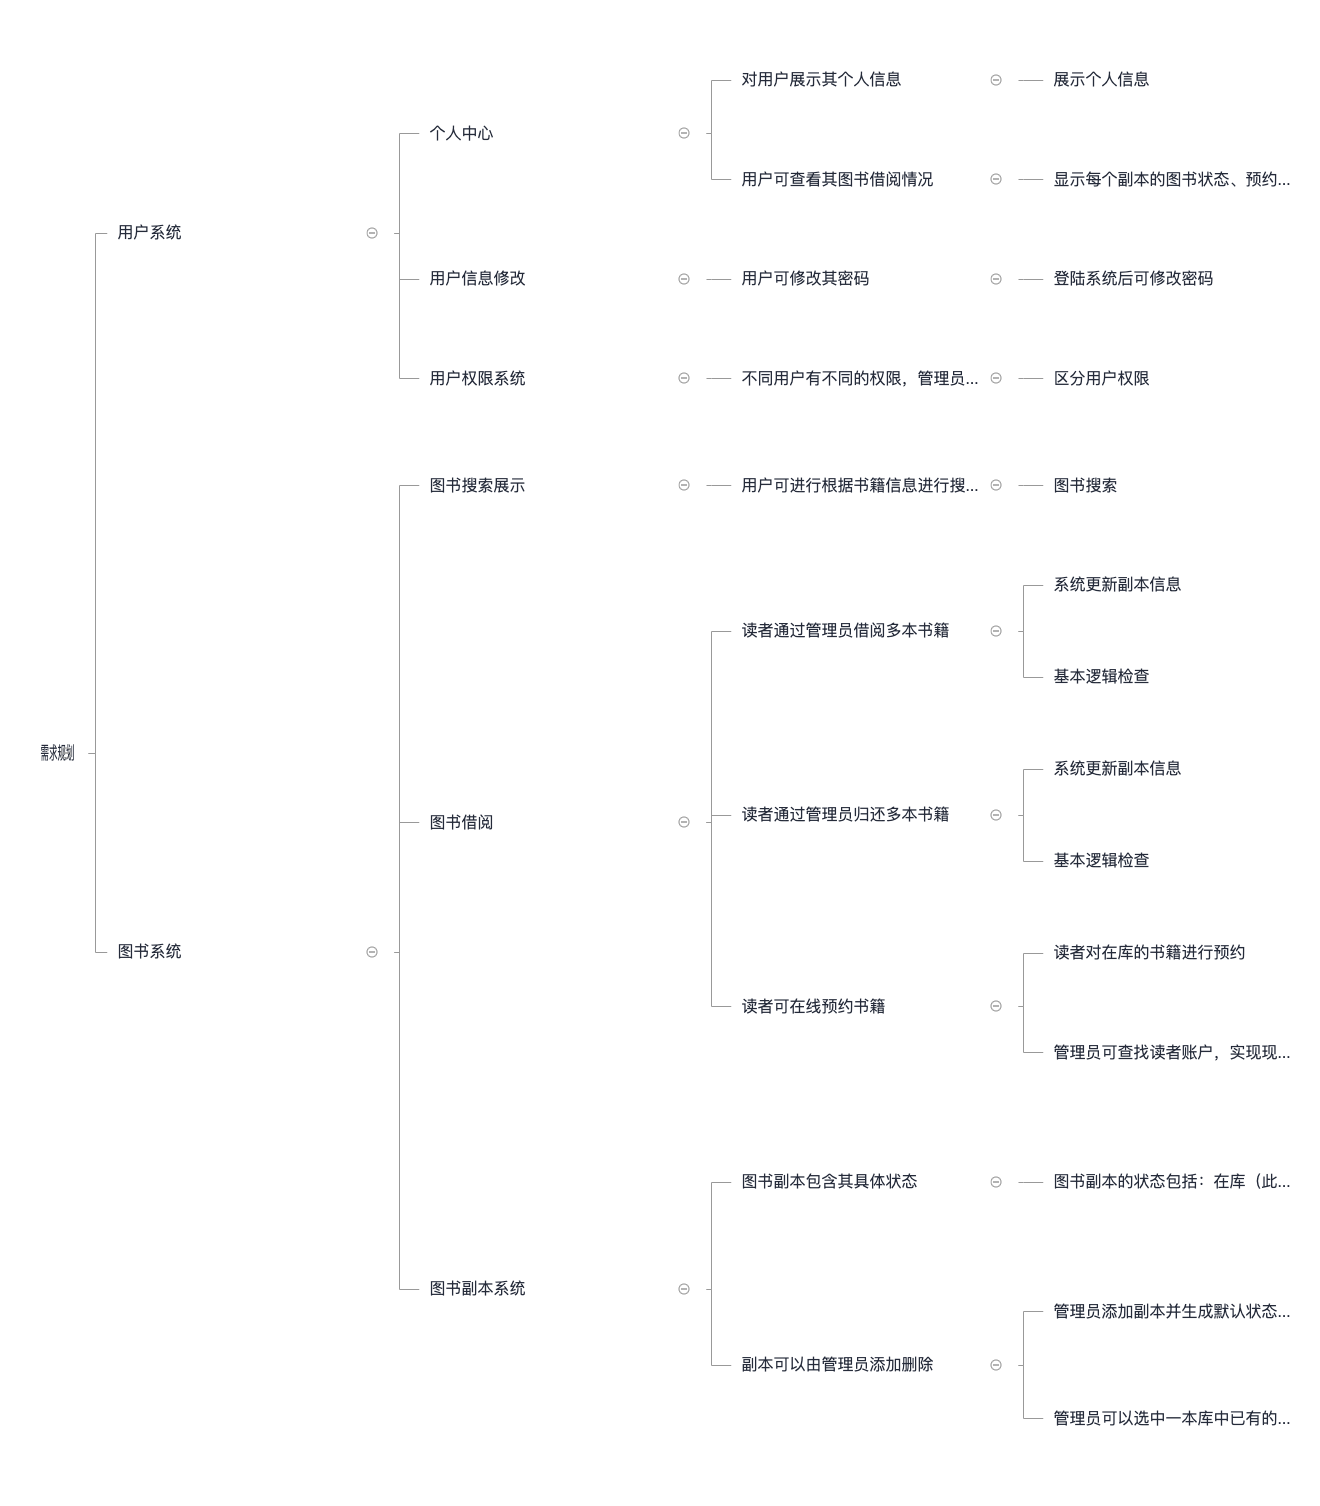 需求规划
用户系统
个人中心
对用户展示其个人信息
展示个人信息
用户可查看其图书借阅情况
显示每个副本的图书状态、预约...
用户信息修改
用户可修改其密码
登陆系统后可修改密码
用户权限系统
不同用户有不同的权限，管理员...
区分用户权限
图书系统
图书搜索展示
用户可进行根据书籍信息进行搜...
图书搜索
图书借阅
读者通过管理员借阅多本书籍
系统更新副本信息
基本逻辑检查
读者通过管理员归还多本书籍
系统更新副本信息
基本逻辑检查
读者可在线预约书籍
读者对在库的书籍进行预约
管理员可查找读者账户，实现现...
图书副本系统
图书副本包含其具体状态
图书副本的状态包括：在库（此...
副本可以由管理员添加删除
管理员添加副本并生成默认状态...
管理员可以选中一本库中已有的...